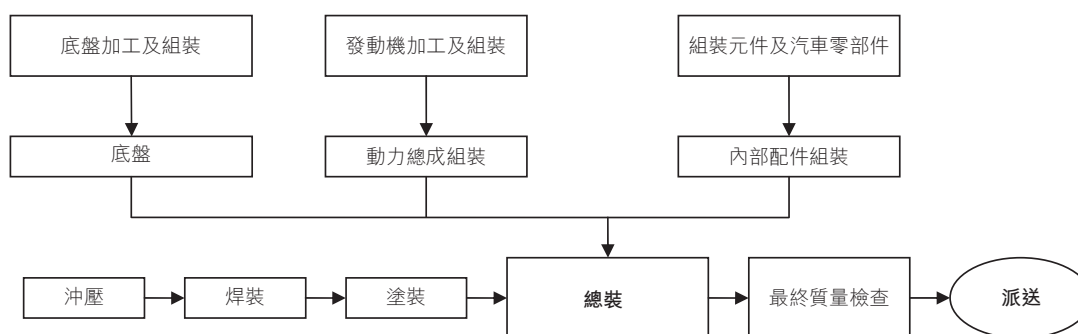 底盤加工及組裝
發動機加工及組裝
組裝元件及汽車零部件
底盤
動力總成組裝
內部配件組裝
沖壓
焊裝
塗裝
總裝
最終質量檢查
派送